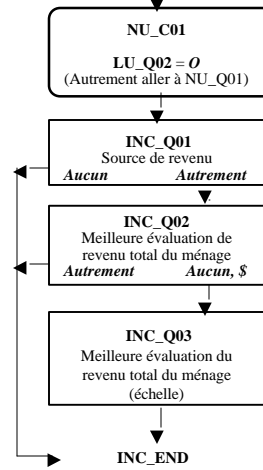 NU_C01
LU_Q02 = O
(Autrement aller à NU_Q01)
INC_Q01
Source de revenu
Aucun Autrement
INC_Q02
Meilleure évaluation de
revenu total du ménage
Autrement Aucun, $
INC_Q03
Meilleure évaluation du
revenu total du ménage
(échelle)
INC_END